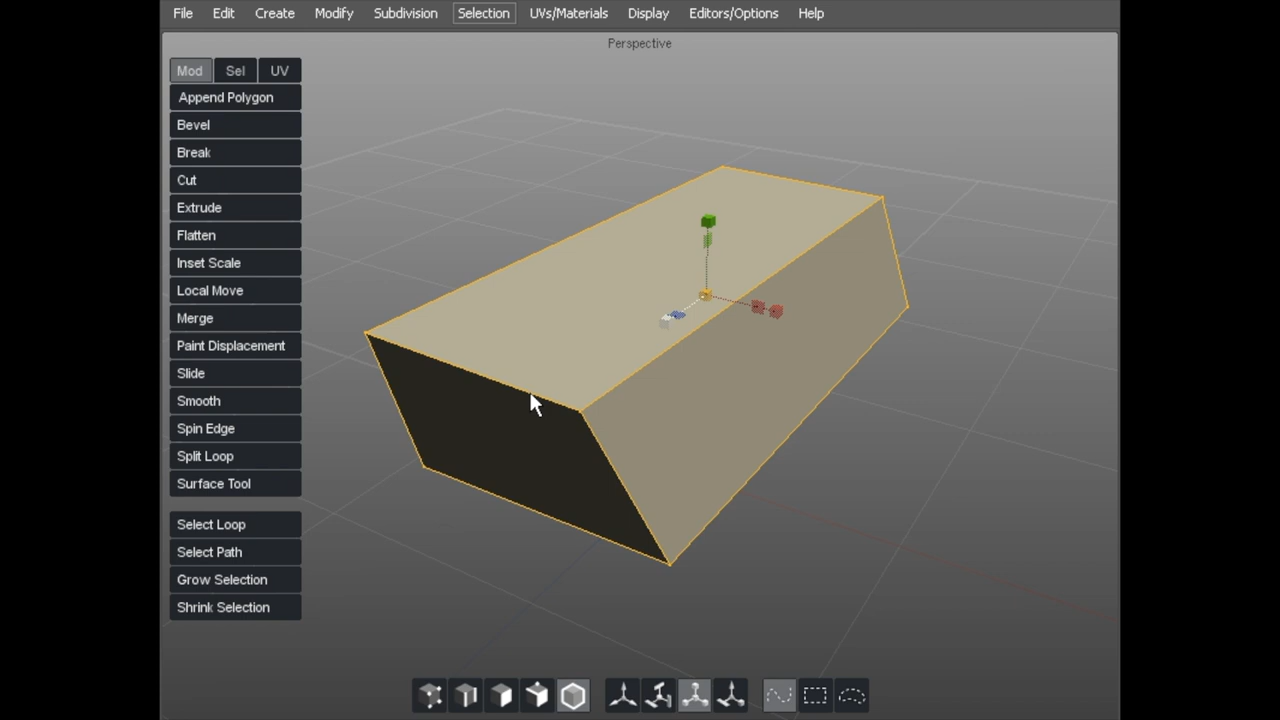 File Edit Create Modify Subdivision Selection UVs/Materials Display Editors/Options Help
Perspective
Mod Sel UV
Append Polygon
Bevel
Break
Cut
Extrude
Flatten
Inset Scale
Local Move
Merge
Paint Displacement
Slide
Smooth
Spin Edge
Split Loop
Surface Tool
Select Loop
Select Path
Grow Selection
Shrink Selection